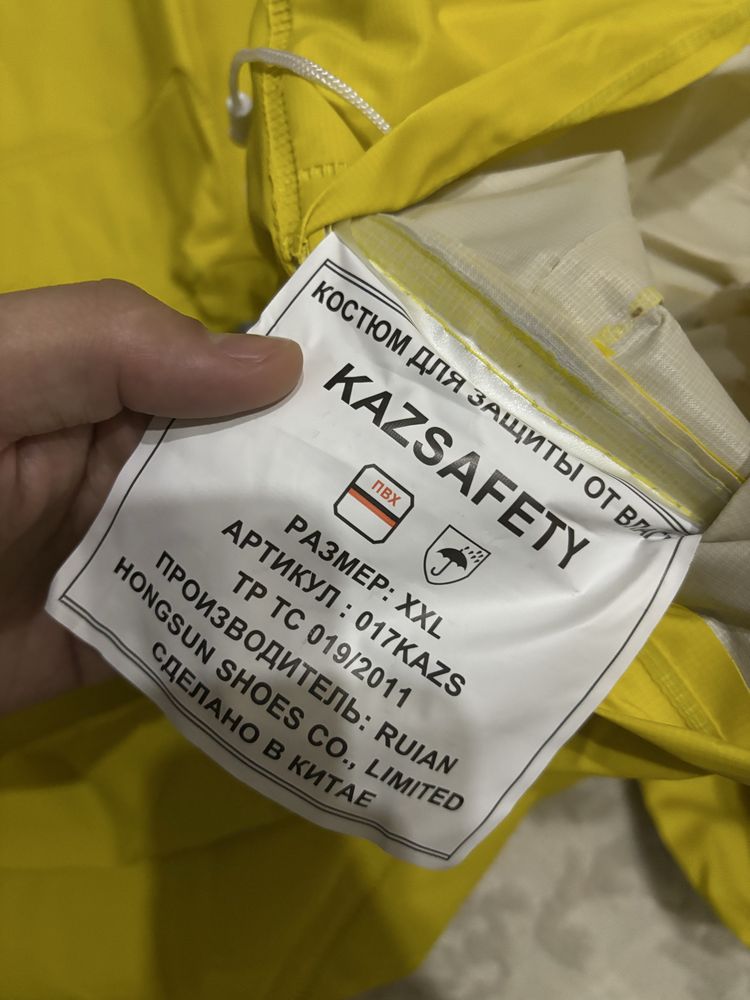 КОСТЮМ ДЛЯ ЗАЩИТЫ ОТ
KAZSAFETY
ПВХ
РАЗМЕР: XXL
АРТИКУЛ : 017KAZS
ТР ТС 019/2011
ПРОИЗВОДИТЕЛЬ: RUIAN
HONGSUN SHOES CO., LIMITED
СДЕЛАНО В КИТАЕ